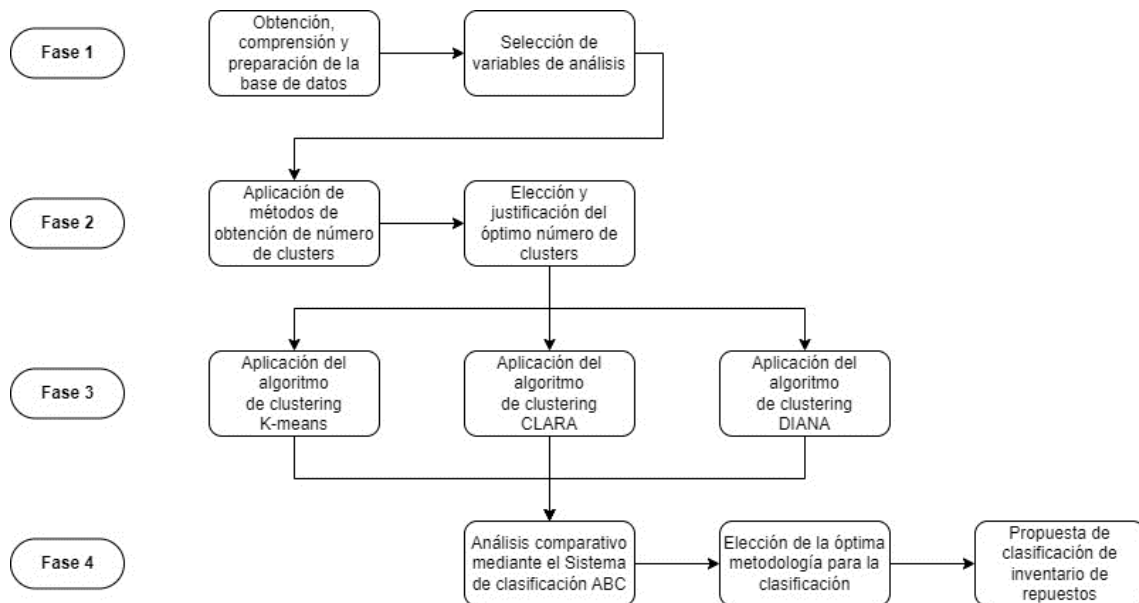 Fase 1
Obtención,
comprensión y
preparación de la
base de datos
Selección de
variables de análisis
Fase 2
Aplicación de
métodos de
obtención de número
de clusters
Elección y
justificación del
óptimo número de
clusters
Fase 3
Aplicación del
algoritmo
de clustering
K-means
Aplicación del
algoritmo
de clustering
CLARA
Aplicación del
algoritmo
de clustering
DIANA
Fase 4
Análisis comparativo
mediante el Sistema
de clasificación ABC
Elección de la óptima
metodología para la
clasificación
Propuesta de
clasificación de
inventario de
repuestos